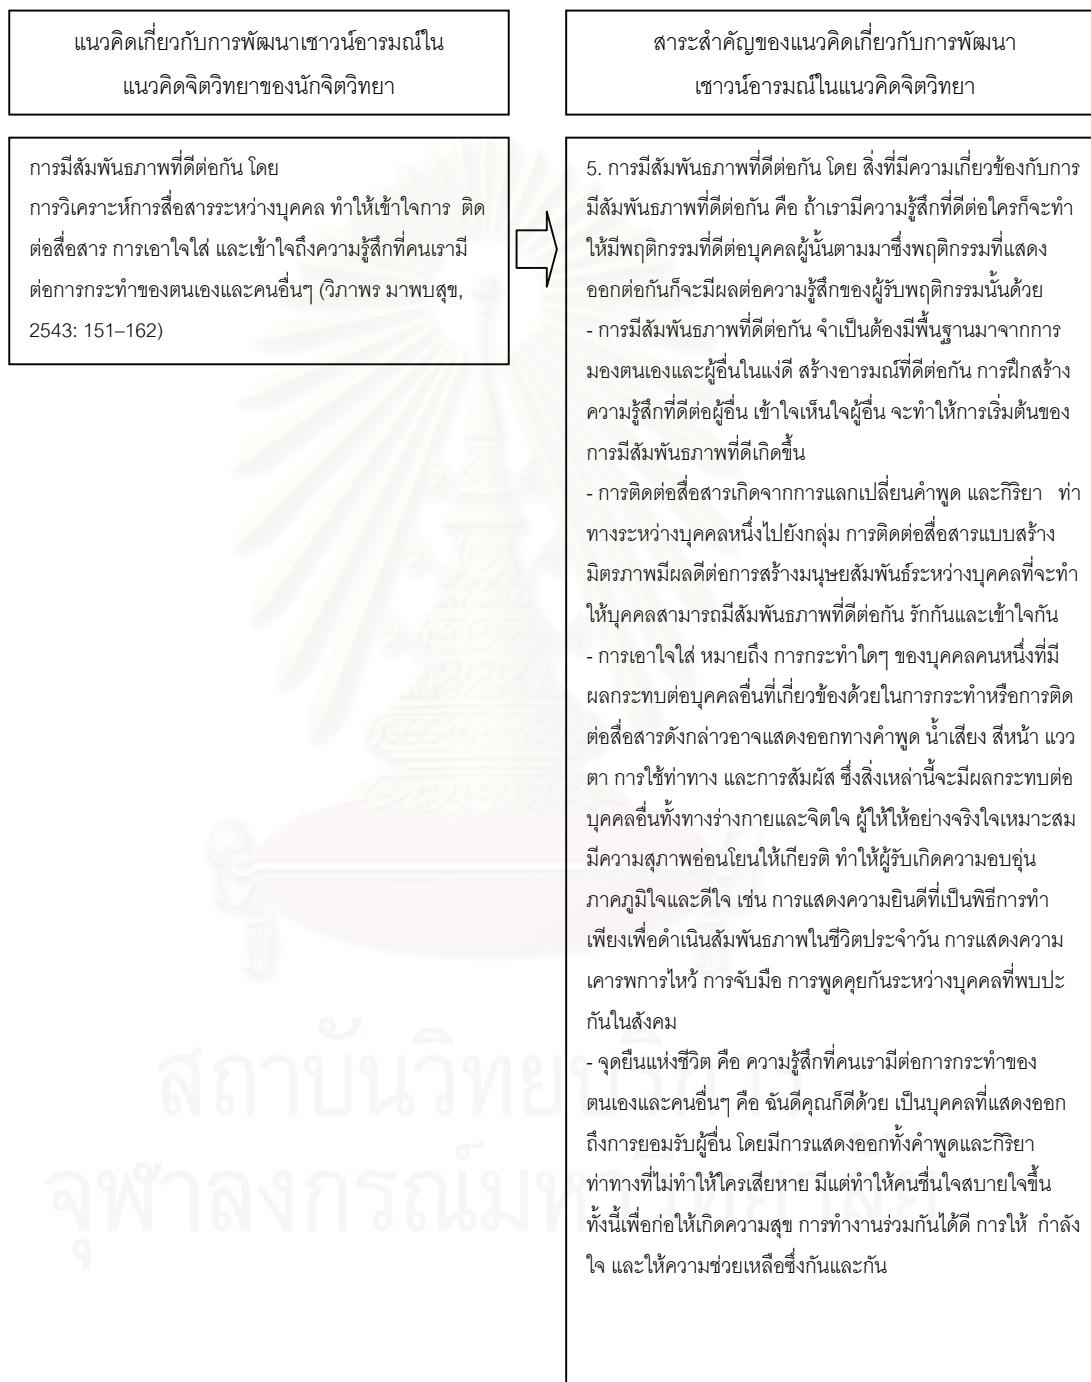 แนวคิดเกี่ยวกับการพัฒนาเชาวน์อารมณ์ใน
แนวคิดจิตวิทยาของนักจิตวิทยา
สาระสำคัญของแนวคิดเกี่ยวกับการพัฒนา
เชาวน์อารมณ์ในแนวคิดจิตวิทยา
การมีสัมพันธภาพที่ดีต่อกัน โดย
การวิเคราะห์การสื่อสารระหว่างบุคคล ทำให้เข้าใจการ ติด
ต่อสื่อสาร การเอาใจใส่ และเข้าใจถึงความรู้สึกที่คนเรามี
ต่อการกระทำของตนเองและคนอื่นๆ (วิภาพร มาพบสุข,
2543: 151–162)
5. การมีสัมพันธภาพที่ดีต่อกัน โดย สิ่งที่มีความเกี่ยวข้องกับการ
มีสัมพันธภาพที่ดีต่อกัน คือ ถ้าเรามีความรู้สึกที่ดีต่อใครก็จะทำ
ให้มีพฤติกรรมที่ดีต่อบุคคลผู้นั้นตามมาซึ่งพฤติกรรมที่แสดง
ออกต่อกันก็จะมีผลต่อความรู้สึกของผู้รับพฤติกรรมนั้นด้วย
- การมีสัมพันธภาพที่ดีต่อกัน จำเป็นต้องมีพื้นฐานมาจากการ
มองตนเองและผู้อื่นในแง่ดี สร้างอารมณ์ที่ดีต่อกัน การฝึกสร้าง
ความรู้สึกที่ดีต่อผู้อื่น เข้าใจเห็นใจผู้อื่น จะทำให้การเริ่มต้นของ
การมีสัมพันธภาพที่ดีเกิดขึ้น
- การติดต่อสื่อสารเกิดจากการแลกเปลี่ยนคำพูด และกิริยา ท่า
ทางระหว่างบุคคลหนึ่งไปยังกลุ่ม การติดต่อสื่อสารแบบสร้าง
มิตรภาพมีผลดีต่อการสร้างมนุษยสัมพันธ์ระหว่างบุคคลที่จะทำ
ให้บุคคลสามารถมีสัมพันธภาพที่ดีต่อกัน รักกันและเข้าใจกัน
- การเอาใจใส่ หมายถึง การกระทำใดๆ ของบุคคลคนหนึ่งที่มี
ผลกระทบต่อบุคคลอื่นที่เกี่ยวข้องด้วยในการกระทำหรือการติด
ต่อสื่อสารดังกล่าวอาจแสดงออกทางคำพูด น้ำเสียง สีหน้า แวว
ตา การใช้ท่าทาง และการสัมผัส ซึ่งสิ่งเหล่านี้จะมีผลกระทบต่อ
บุคคลอื่นทั้งทางร่างกายและจิตใจ ผู้ให้ให้อย่างจริงใจเหมาะสม
มีความสุภาพอ่อนโยนให้เกียรติ ทำให้ผู้รับเกิดความอบอุ่น
ภาคภูมิใจและดีใจ เช่น การแสดงความยินดีที่เป็นพิธีการทำ
เพียงเพื่อดำเนินสัมพันธภาพในชีวิตประจำวัน การแสดงความ
เคารพการไหว้ การจับมือ การพูดคุยกันระหว่างบุคคลที่พบปะ
กันในสังคม
- จุดยืนแห่งชีวิต คือ ความรู้สึกที่คนเรามีต่อการกระทำของ
ตนเองและคนอื่นๆ คือ ฉันดีคุณก็ดีด้วย เป็นบุคคลที่แสดงออก
ถึงการยอมรับผู้อื่น โดยมีการแสดงออกทั้งคำพูดและกิริยา
ท่าทางที่ไม่ทำให้ใครเสียหาย มีแต่ทำให้คนชื่นใจสบายใจขึ้น
ทั้งนี้เพื่อก่อให้เกิดความสุข การทำงานร่วมกันได้ดี การให้ กำลัง
ใจ และให้ความช่วยเหลือซึ่งกันและกัน
สถาบันวิทยบริการ
จุฬาลงกรณ์มหาวิทยาลัย